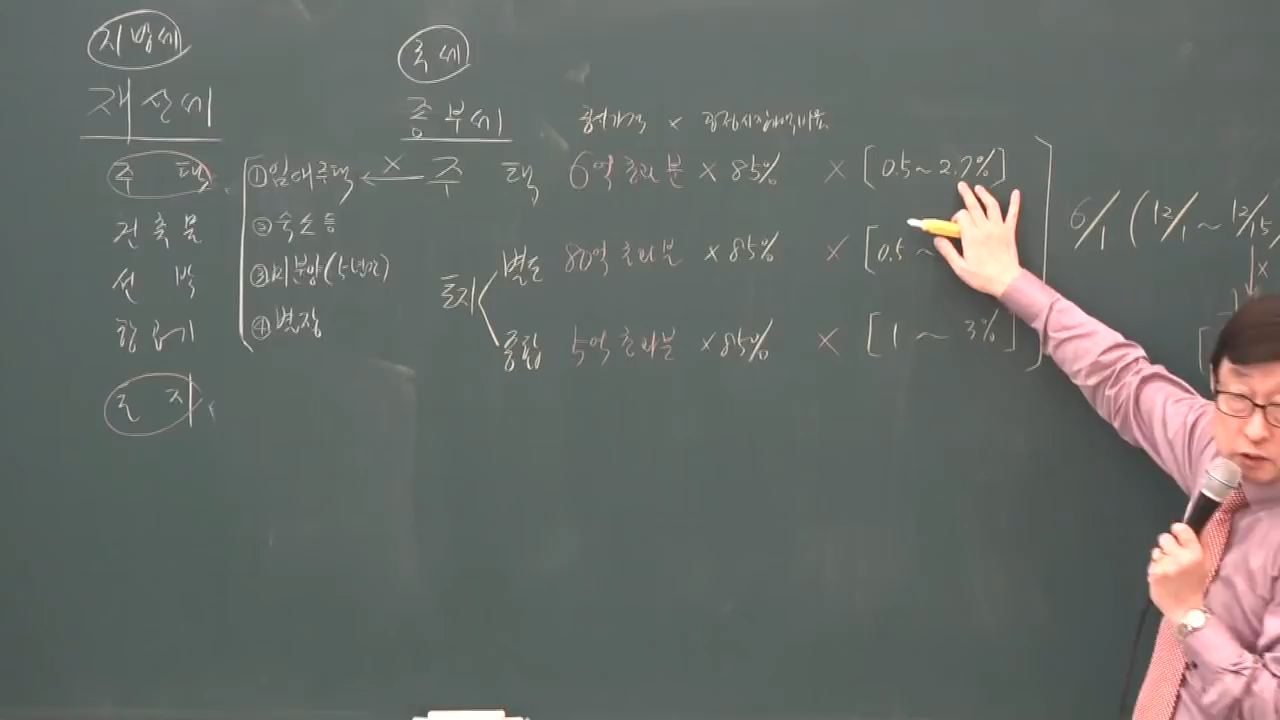 지방세
국세
재산세
종부세
공시가격 × 공정시장가액비율
주택
건축물
선박
항공기
토지
① 임대주택
② 숙소등
③ 미분양(5년간)
④ 별장
× 주택 6억초과분 × 85% × [0.5 ~ 2.7%]
토지
별도 80억초과분 × 85% × [0.5 ~
종합 5억초과분 × 85% × [1 ~ 3%]
6/1 (12/1 ~ 12/15
×